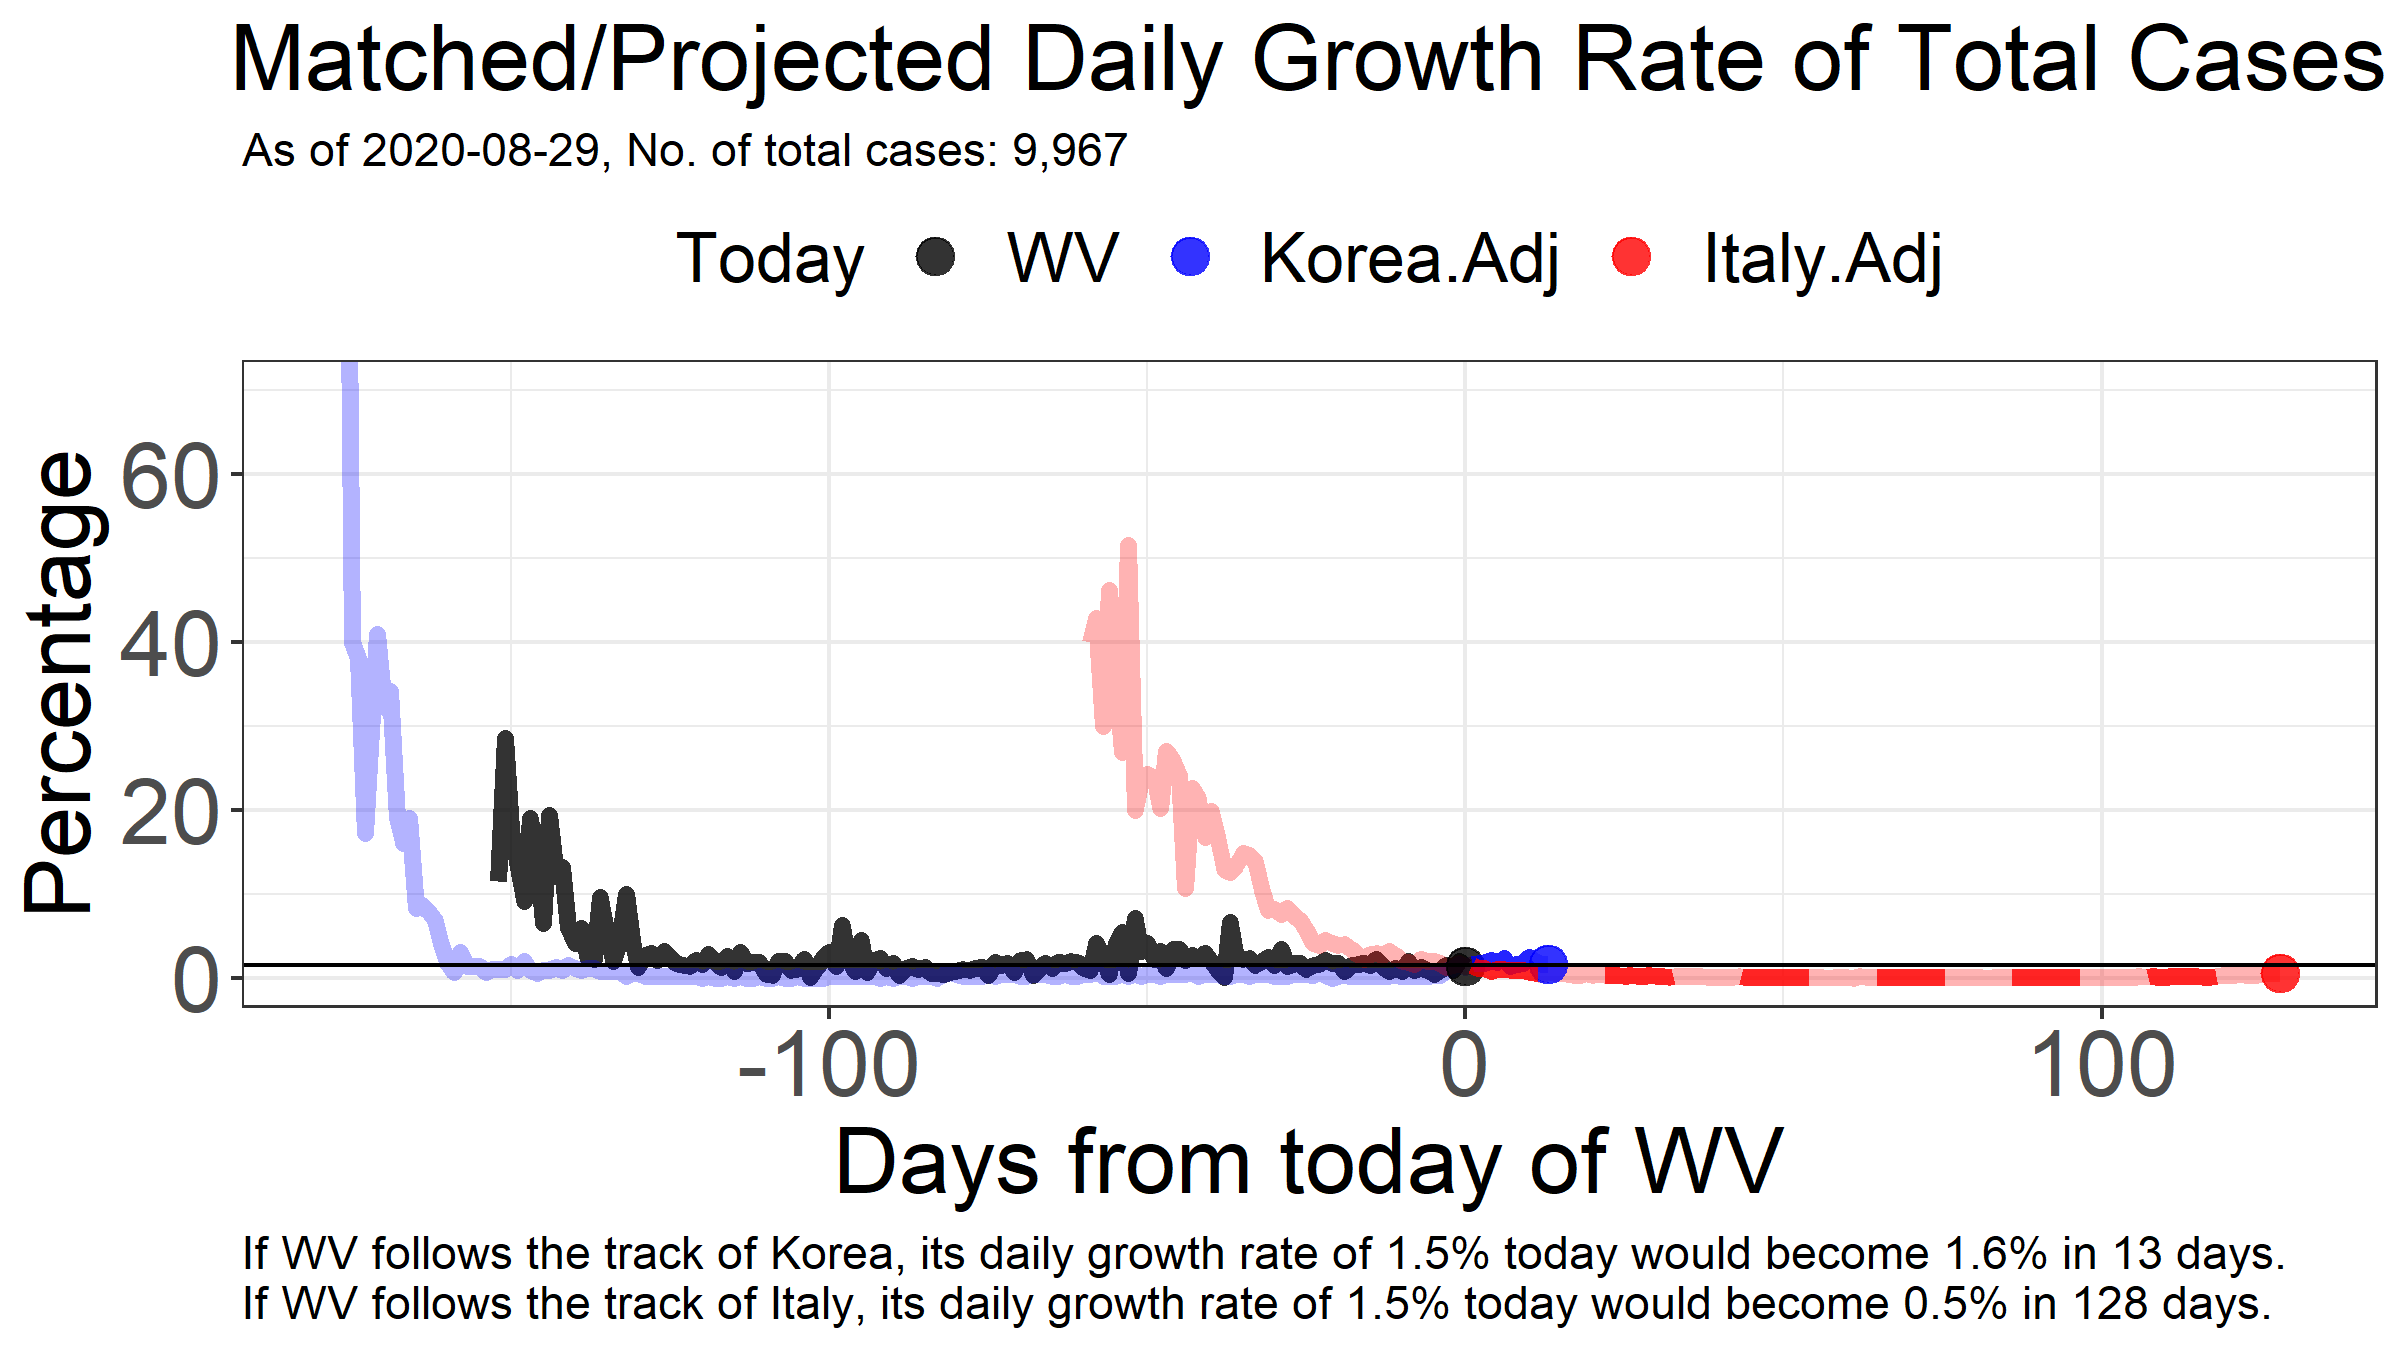 Matched/Projected Daily Growth Rate of Total Cases
As of 2020-08-29, No. of total cases: 9,967
Today WV Korea.Adj Italy.Adj
Percentage
60
40
20
0
-100 0 100
Days from today of WV
If WV follows the track of Korea, its daily growth rate of 1.5% today would become 1.6% in 13 days.
If WV follows the track of Italy, its daily growth rate of 1.5% today would become 0.5% in 128 days.